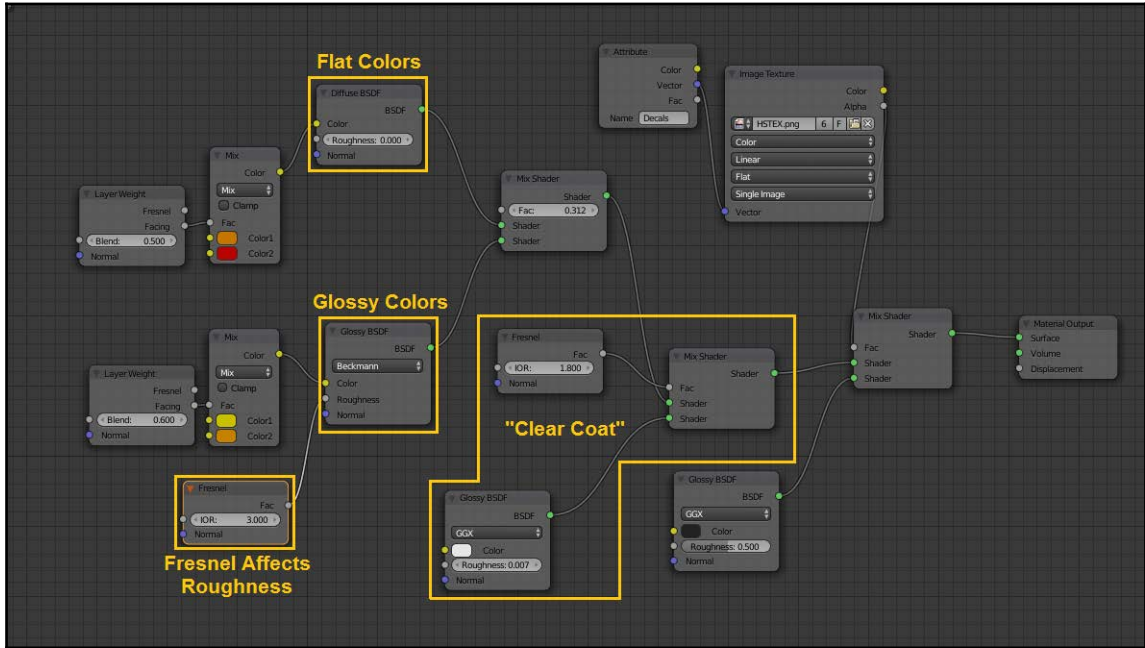 Flat Colors
Diffuse BSDF
BSDF
Color
Roughness: 0.000
Normal
Attribute
Color
Vector
Fac
Name Decals
Image Texture
Color
Alpha
HSTEX.png 6 F
Color
Linear
Flat
Single Image
Vector
Layer Weight
Fresnel
Facing
Blend: 0.500
Normal
Mix
Color
Mix
Clamp
Fac
Color1
Color2
Mix Shader
Shader
Fac: 0.312
Shader
Shader
Glossy Colors
Glossy BSDF
BSDF
Beckmann
Color
Roughness
Normal
Layer Weight
Fresnel
Facing
Blend: 0.600
Normal
Mix
Color
Mix
Clamp
Fac
Color1
Color2
Fresnel
Fac
IOR: 1.800
Normal
Mix Shader
Shader
Fac
Shader
Shader
"Clear Coat"
Mix Shader
Shader
Fac
Shader
Shader
Material Output
Surface
Volume
Displacement
Fresnel
Fac
IOR: 3.000
Normal
Fresnel Affects
Roughness
Glossy BSDF
BSDF
GGX
Color
Roughness: 0.007
Normal
Glossy BSDF
BSDF
GGX
Color
Roughness: 0.500
Normal